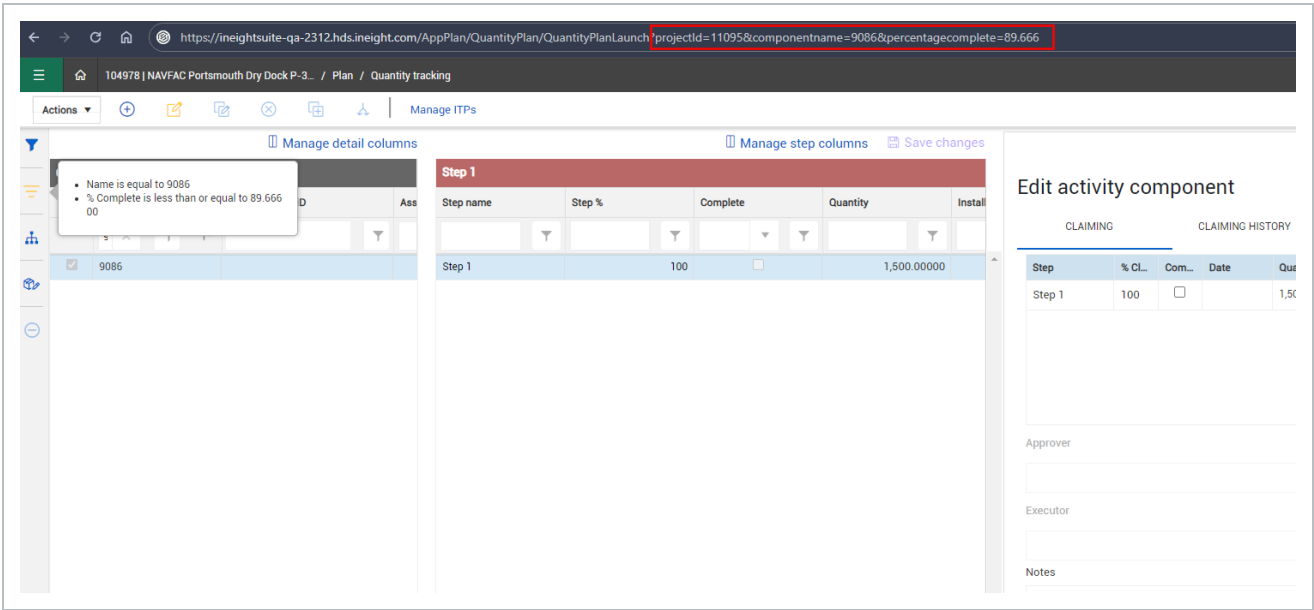 https://ineightsuite-qa-2312.hds.ineight.com/AppPlan/QuantityPlan/QuantityPlanLaunch?projectId=11095&componentname=9086&percentagecomplete=89.666
104978 | NAVFAC Portsmouth Dry Dock P-3... / Plan / Quantity tracking
Actions Manage ITPs
Manage detail columns Manage step columns Save changes
Name is equal to 9086
% Complete is less than or equal to 89.666
00
Step 1
Edit activity component
D Ass Step name Step % Complete Quantity Install
CLAIMING CLAIMING HISTORY
9086 Step 1 100 1,500.00000
Step % Cl... Com... Date Qua
Step 1 100 1,50
Approver
Executor
Notes